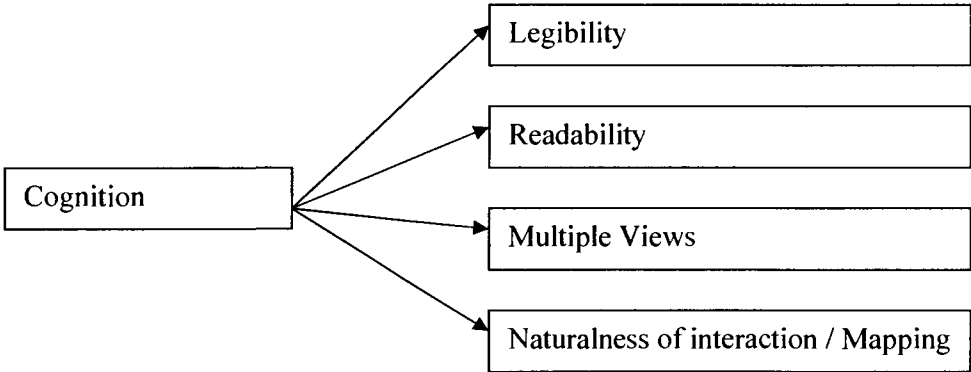 Legibility
Readability
Cognition
Multiple Views
Naturalness of interaction / Mapping